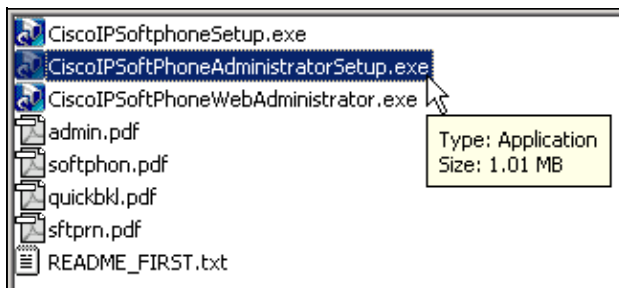 CiscoIPSoftphoneSetup.exe
CiscoIPSoftPhoneAdministratorSetup.exe
CiscoIPSoftPhoneWebAdministrator.exe
admin.pdf
softphon.pdf
quickbkl.pdf
sftprn.pdf
README_FIRST.txt
Type: Application
Size: 1.01 MB